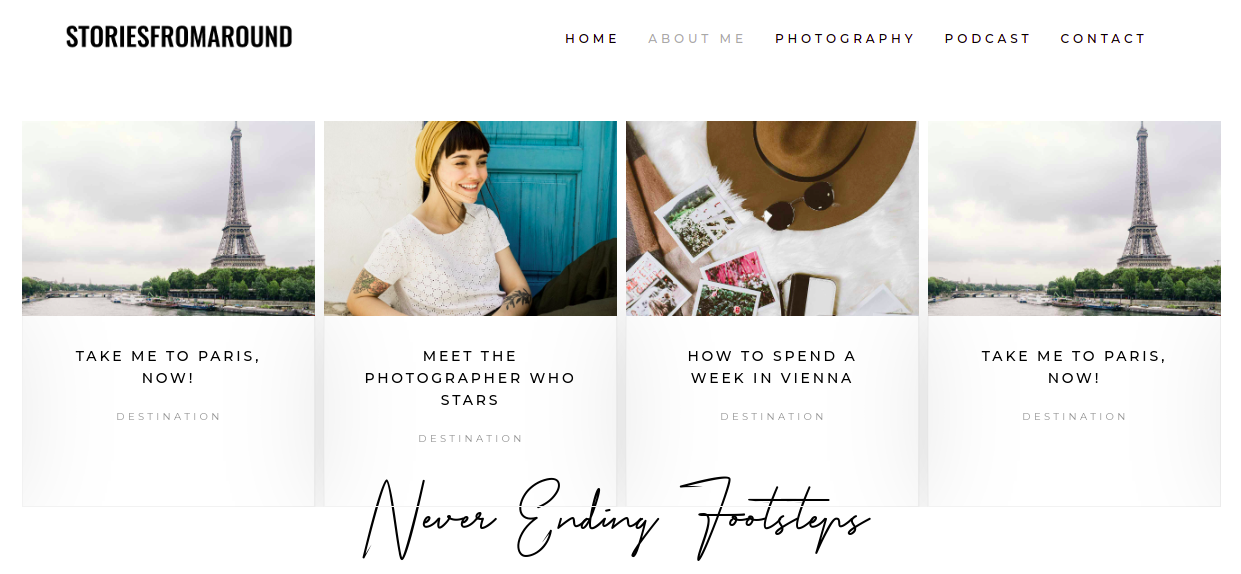 STORIESFROMAROUND
HOME ABOUT ME PHOTOGRAPHY PODCAST CONTACT
TAKE ME TO PARIS,
NOW!
DESTINATION
MEET THE
PHOTOGRAPHER WHO
STARS
DESTINATION
HOW TO SPEND A
WEEK IN VIENNA
DESTINATION
TAKE ME TO PARIS,
NOW!
DESTINATION
Never Ending Footsteps